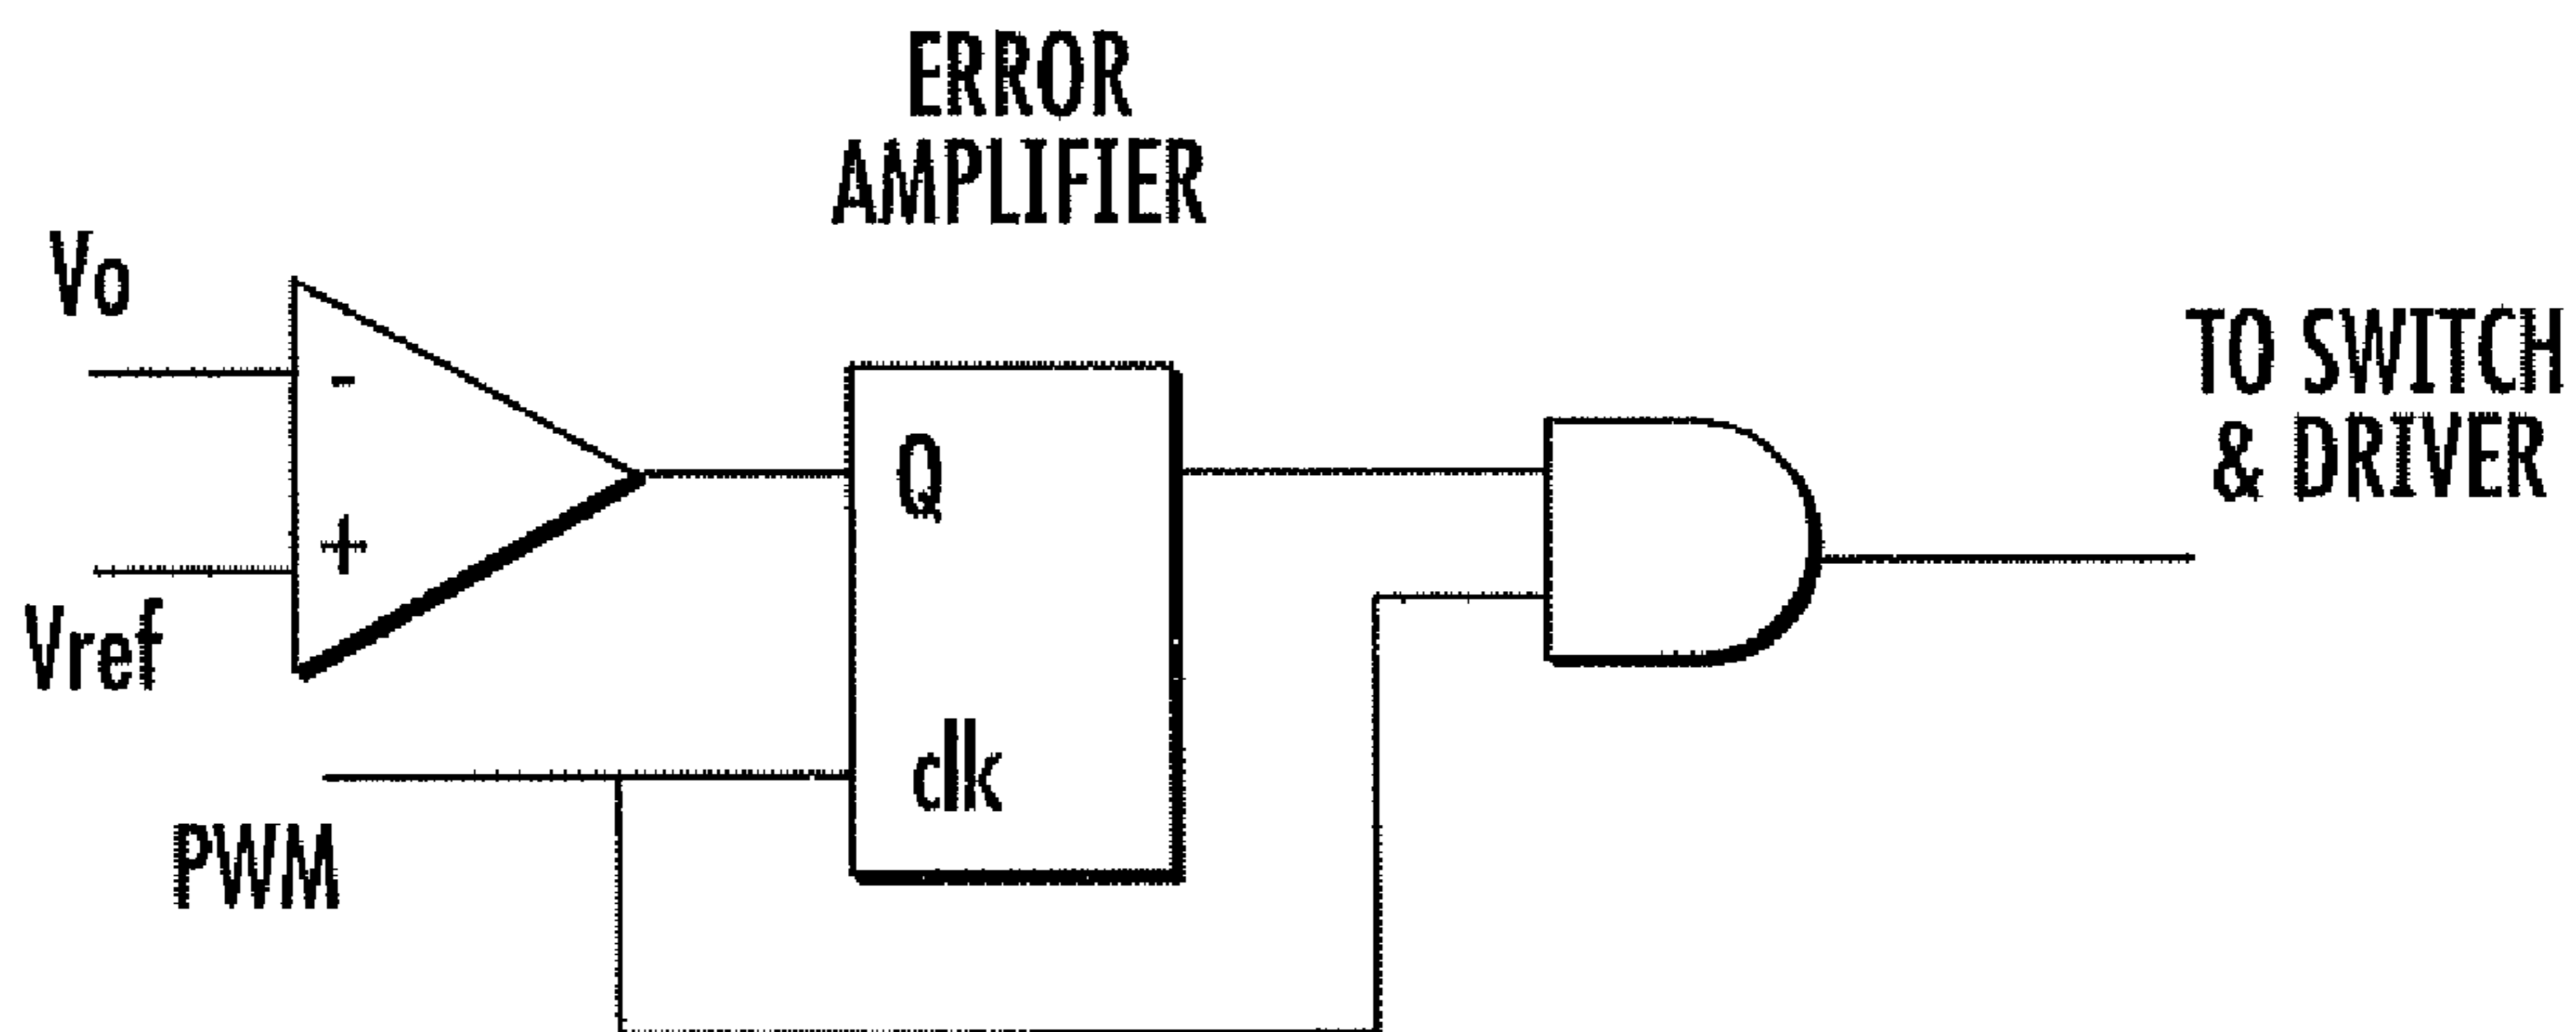 ERROR
AMPLIFIER
Vo
-
+
Vref
Q
clk
PWM
TO SWITCH
& DRIVER